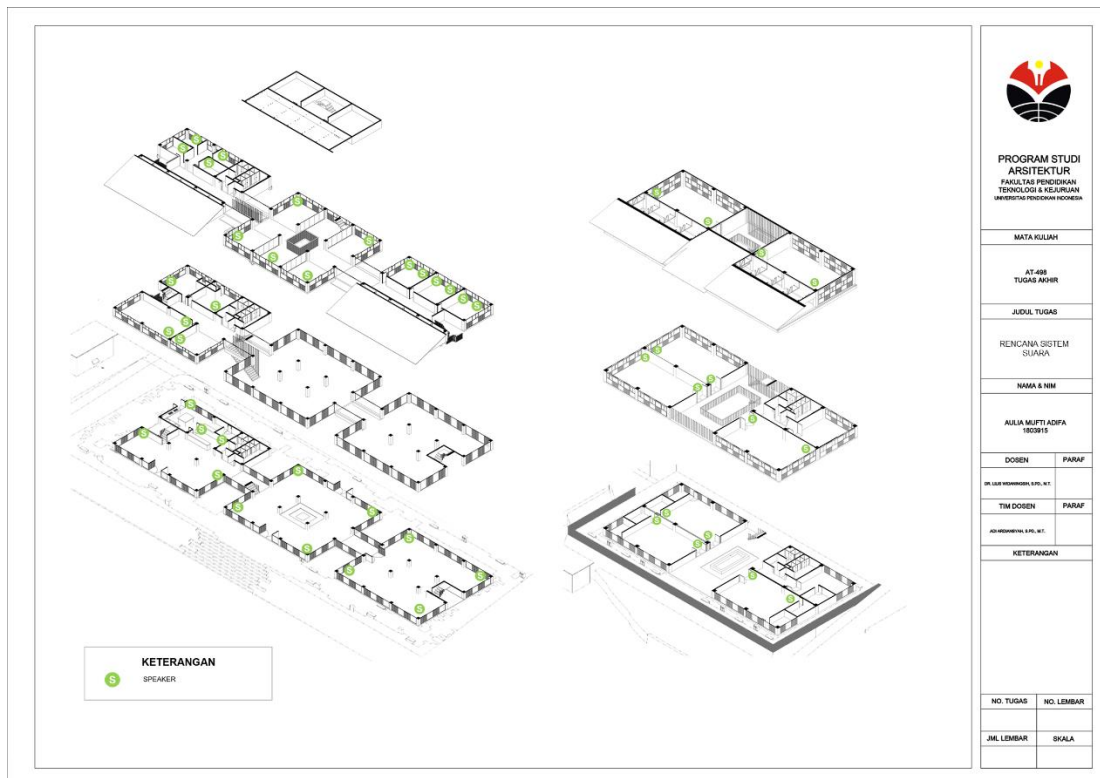 PROGRAM STUDI
ARSITEKTUR
FAKULTAS PENDIDIKAN
TEKNOLOGI & KEJURUAN
UNIVERSITAS PENDIDIKAN INDONESIA
MATA KULIAH
AT-498
TUGAS AKHIR
JUDUL TUGAS
RENCANA SISTEM
SUARA
NAMA & NIM
AULIA MUFTI ADIFA
1803915
DOSEN PARAF
TIM DOSEN PARAF
KETERANGAN
NO. TUGAS NO. LEMBAR
JML LEMBAR SKALA
KETERANGAN
S SPEAKER